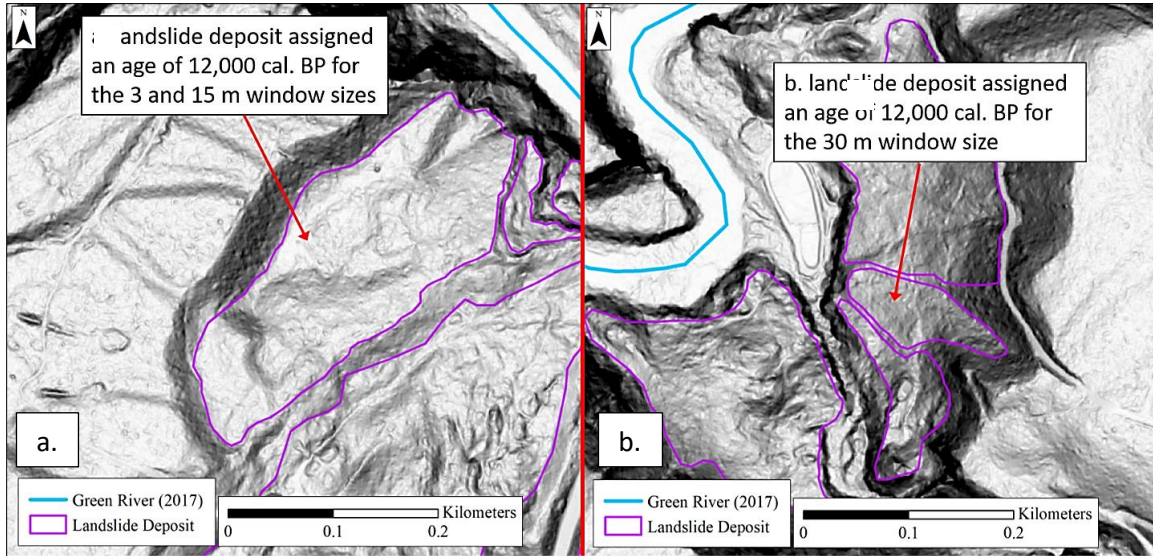 N
andslide deposit assigned
an age of 12,000 cal. BP for
the 3 and 15 m window sizes
a.
Green River (2017)
Landslide Deposit
Kilometers
0 0.1 0.2
N
b. deposit assigned
an age of 12,000 cal. BP for
the 30 m window size
b.
Green River (2017)
Landslide Deposit
Kilometers
0 0.1 0.2